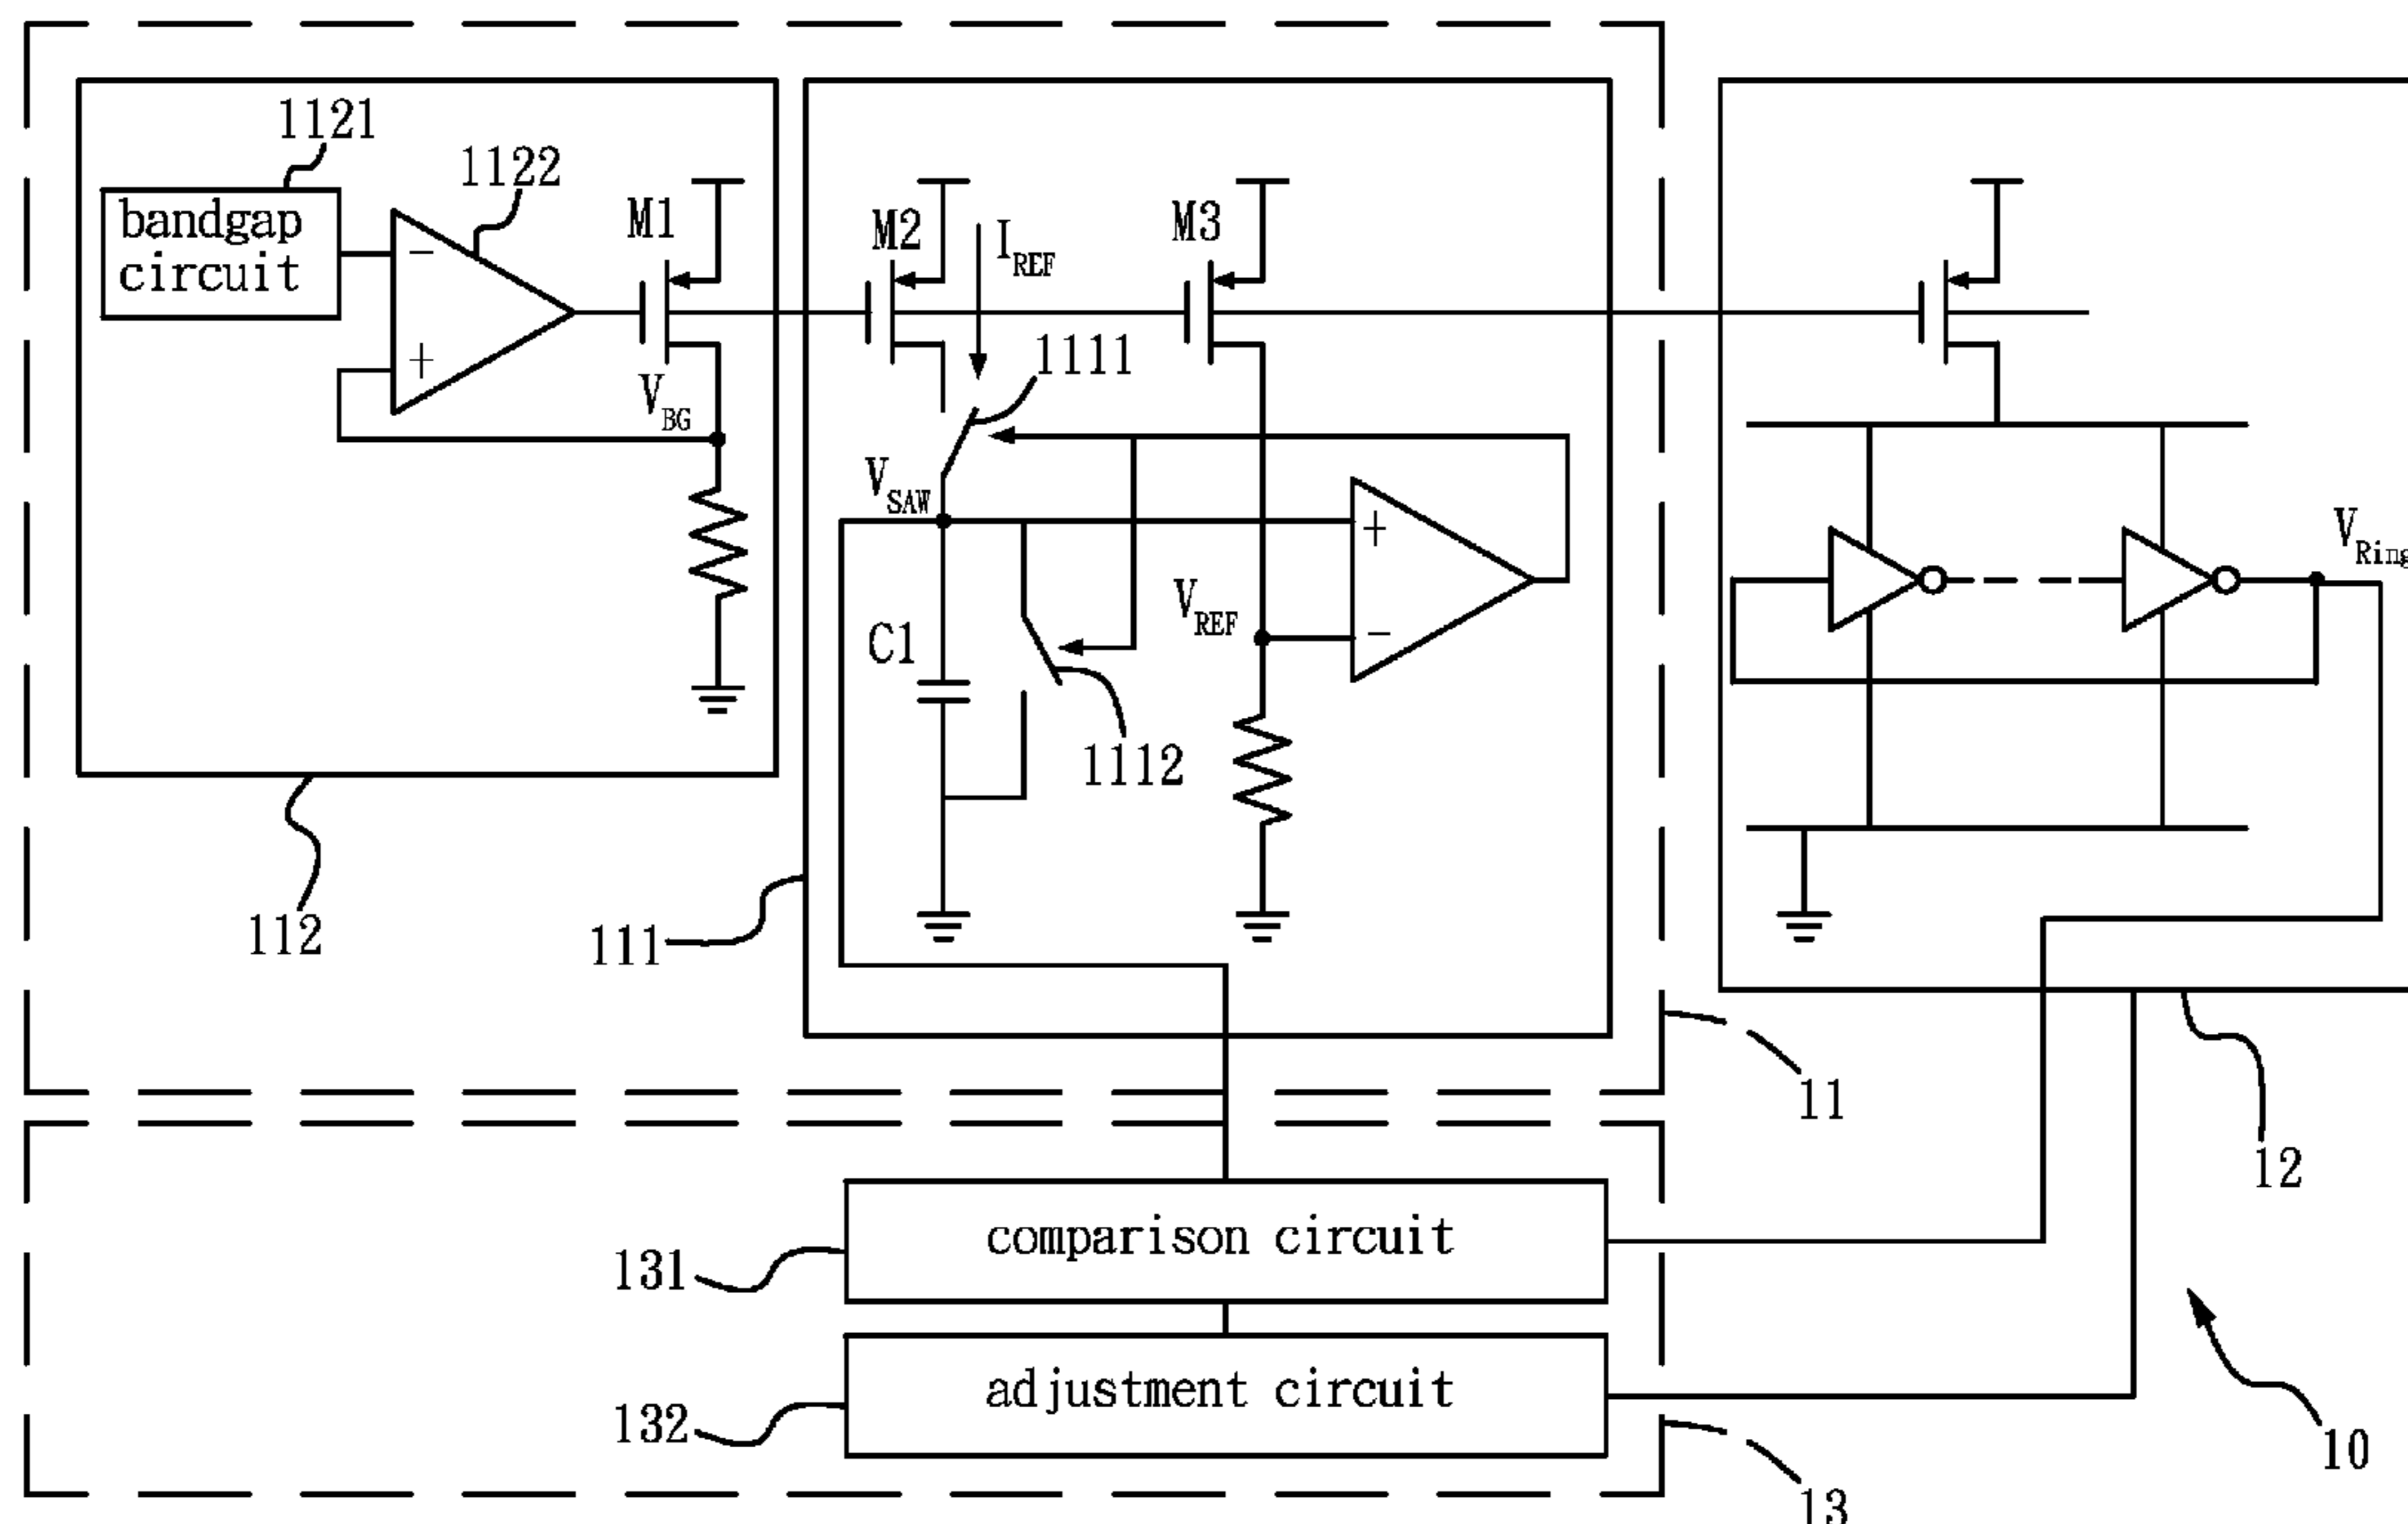 1121
1122
bandgap
circuit
−
+
M1
M2
I_REF
M3
V_BG
1111
V_SAW
+
−
C1
V_REF
1112
V_Ring
112
111
11
12
comparison circuit
131
adjustment circuit
132
10
13